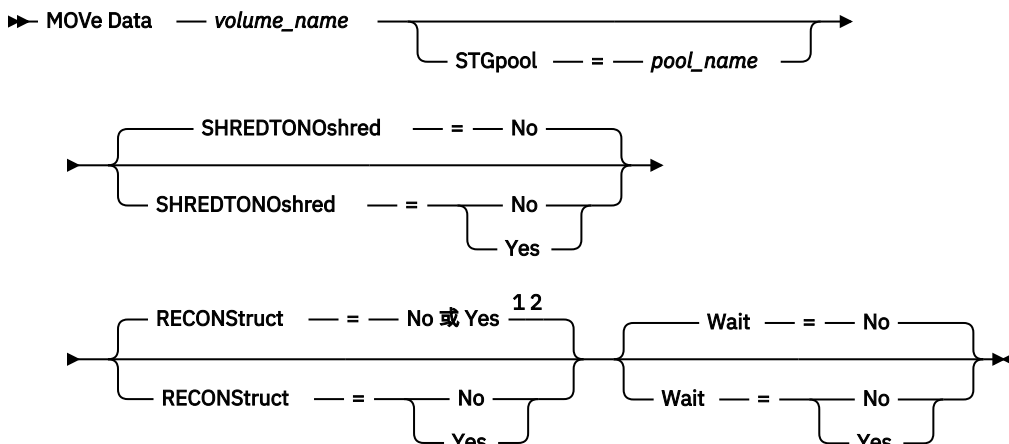 MOVe Data volume_name
STGpool = pool_name
SHREDTONOshred = No
SHREDTONOshred = No
Yes
RECONStruct = No 或 Yes 1 2
Wait = No
RECONStruct = No
Yes
Wait = No
Yes